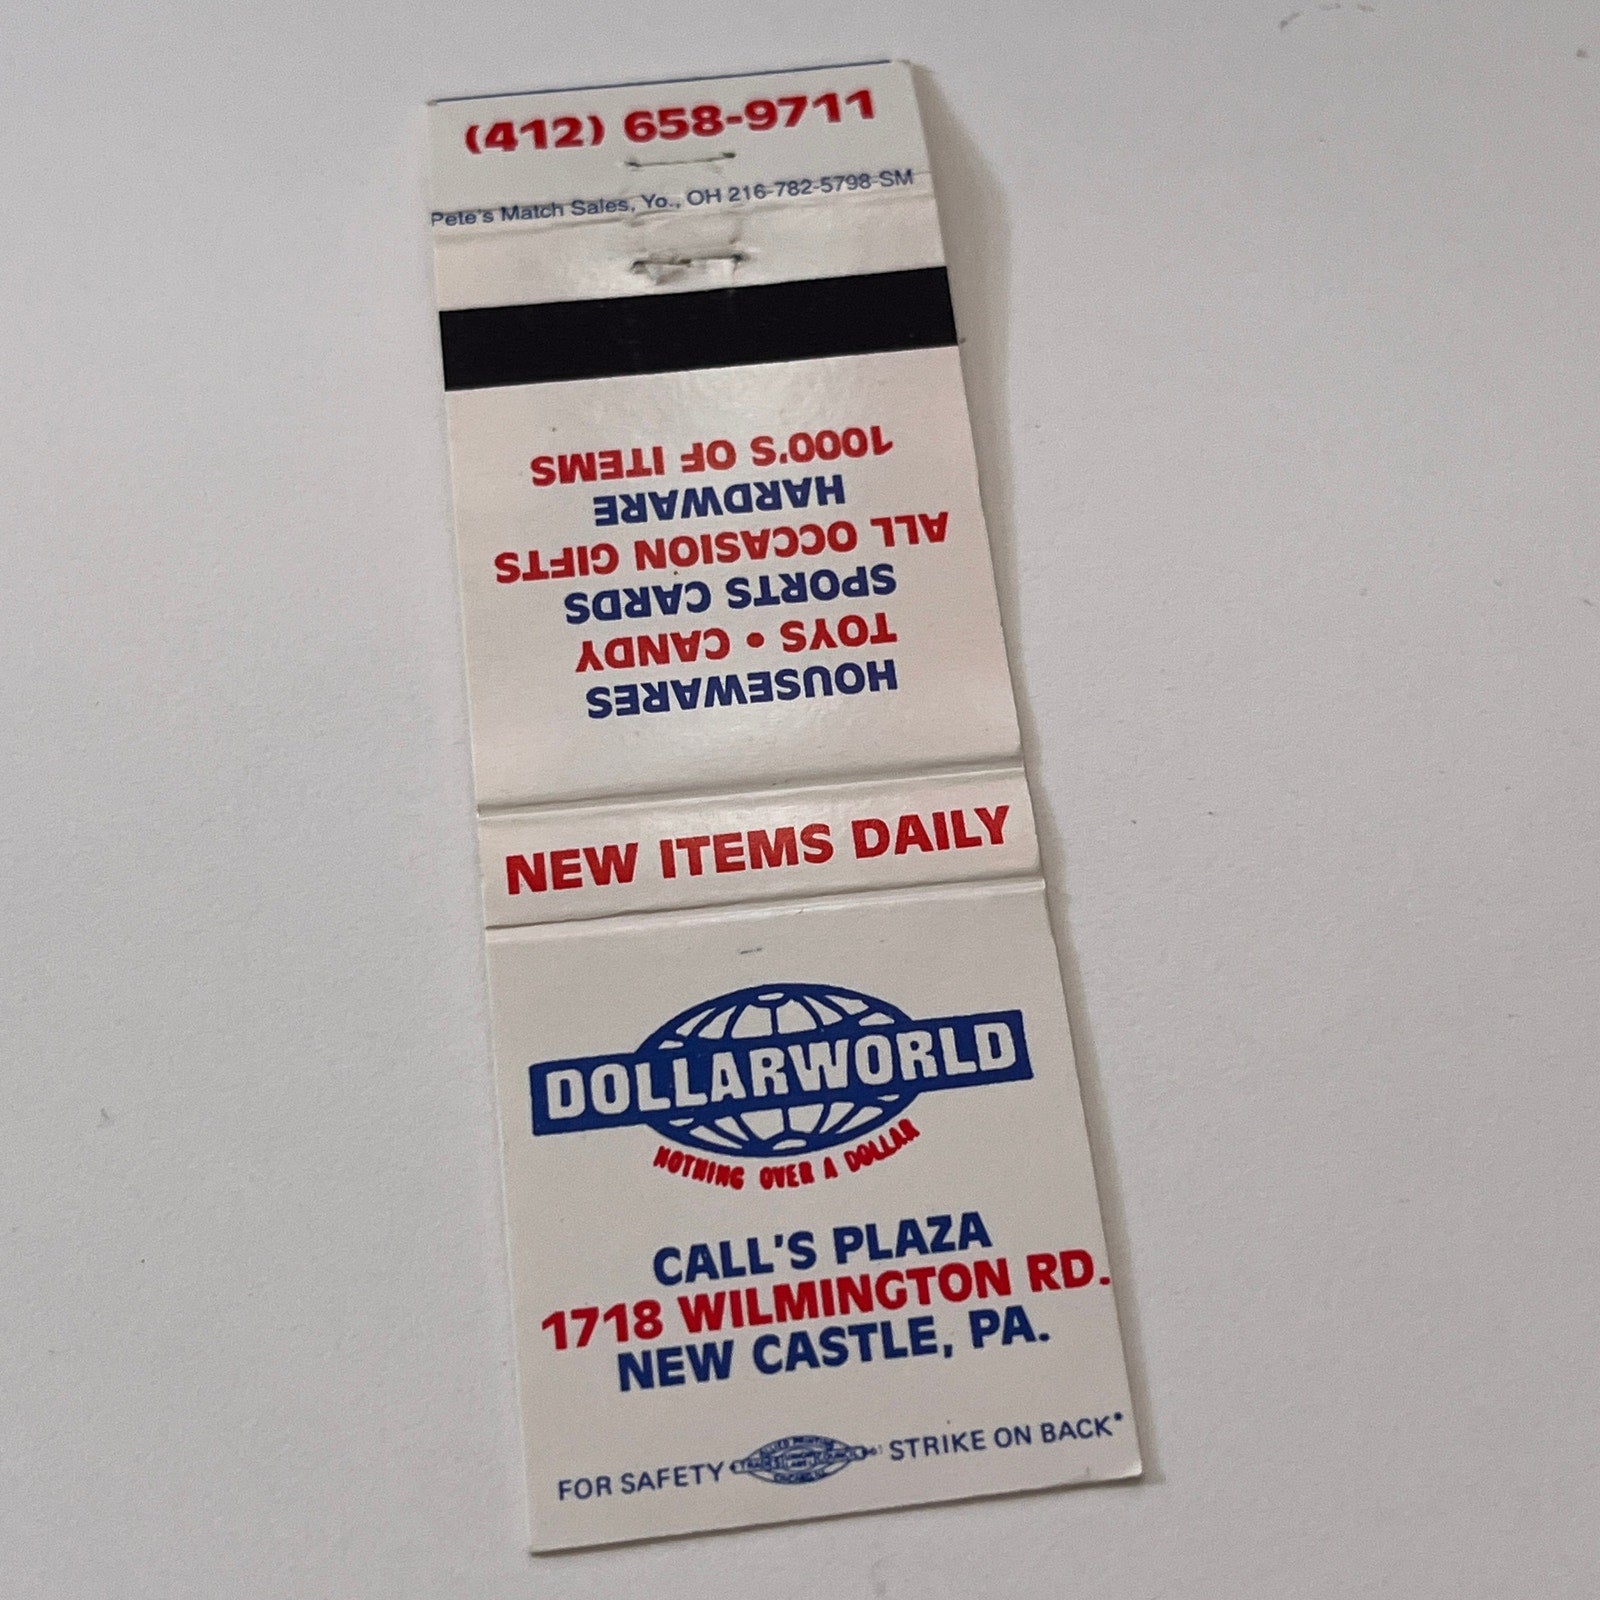 (412) 658-9711
Pete's Match Sales, Yo., OH 216-782-5798-SM
HOUSEWARES
TOYS • CANDY
SPORTS CARDS
ALL OCCASION GIFTS
HARDWARE
1000'S OF ITEMS
NEW ITEMS DAILY
DOLLARWORLD
NOTHING OVER A DOLLAR
CALL'S PLAZA
1718 WILMINGTON RD.
NEW CASTLE, PA.
FOR SAFETY STRIKE ON BACK*